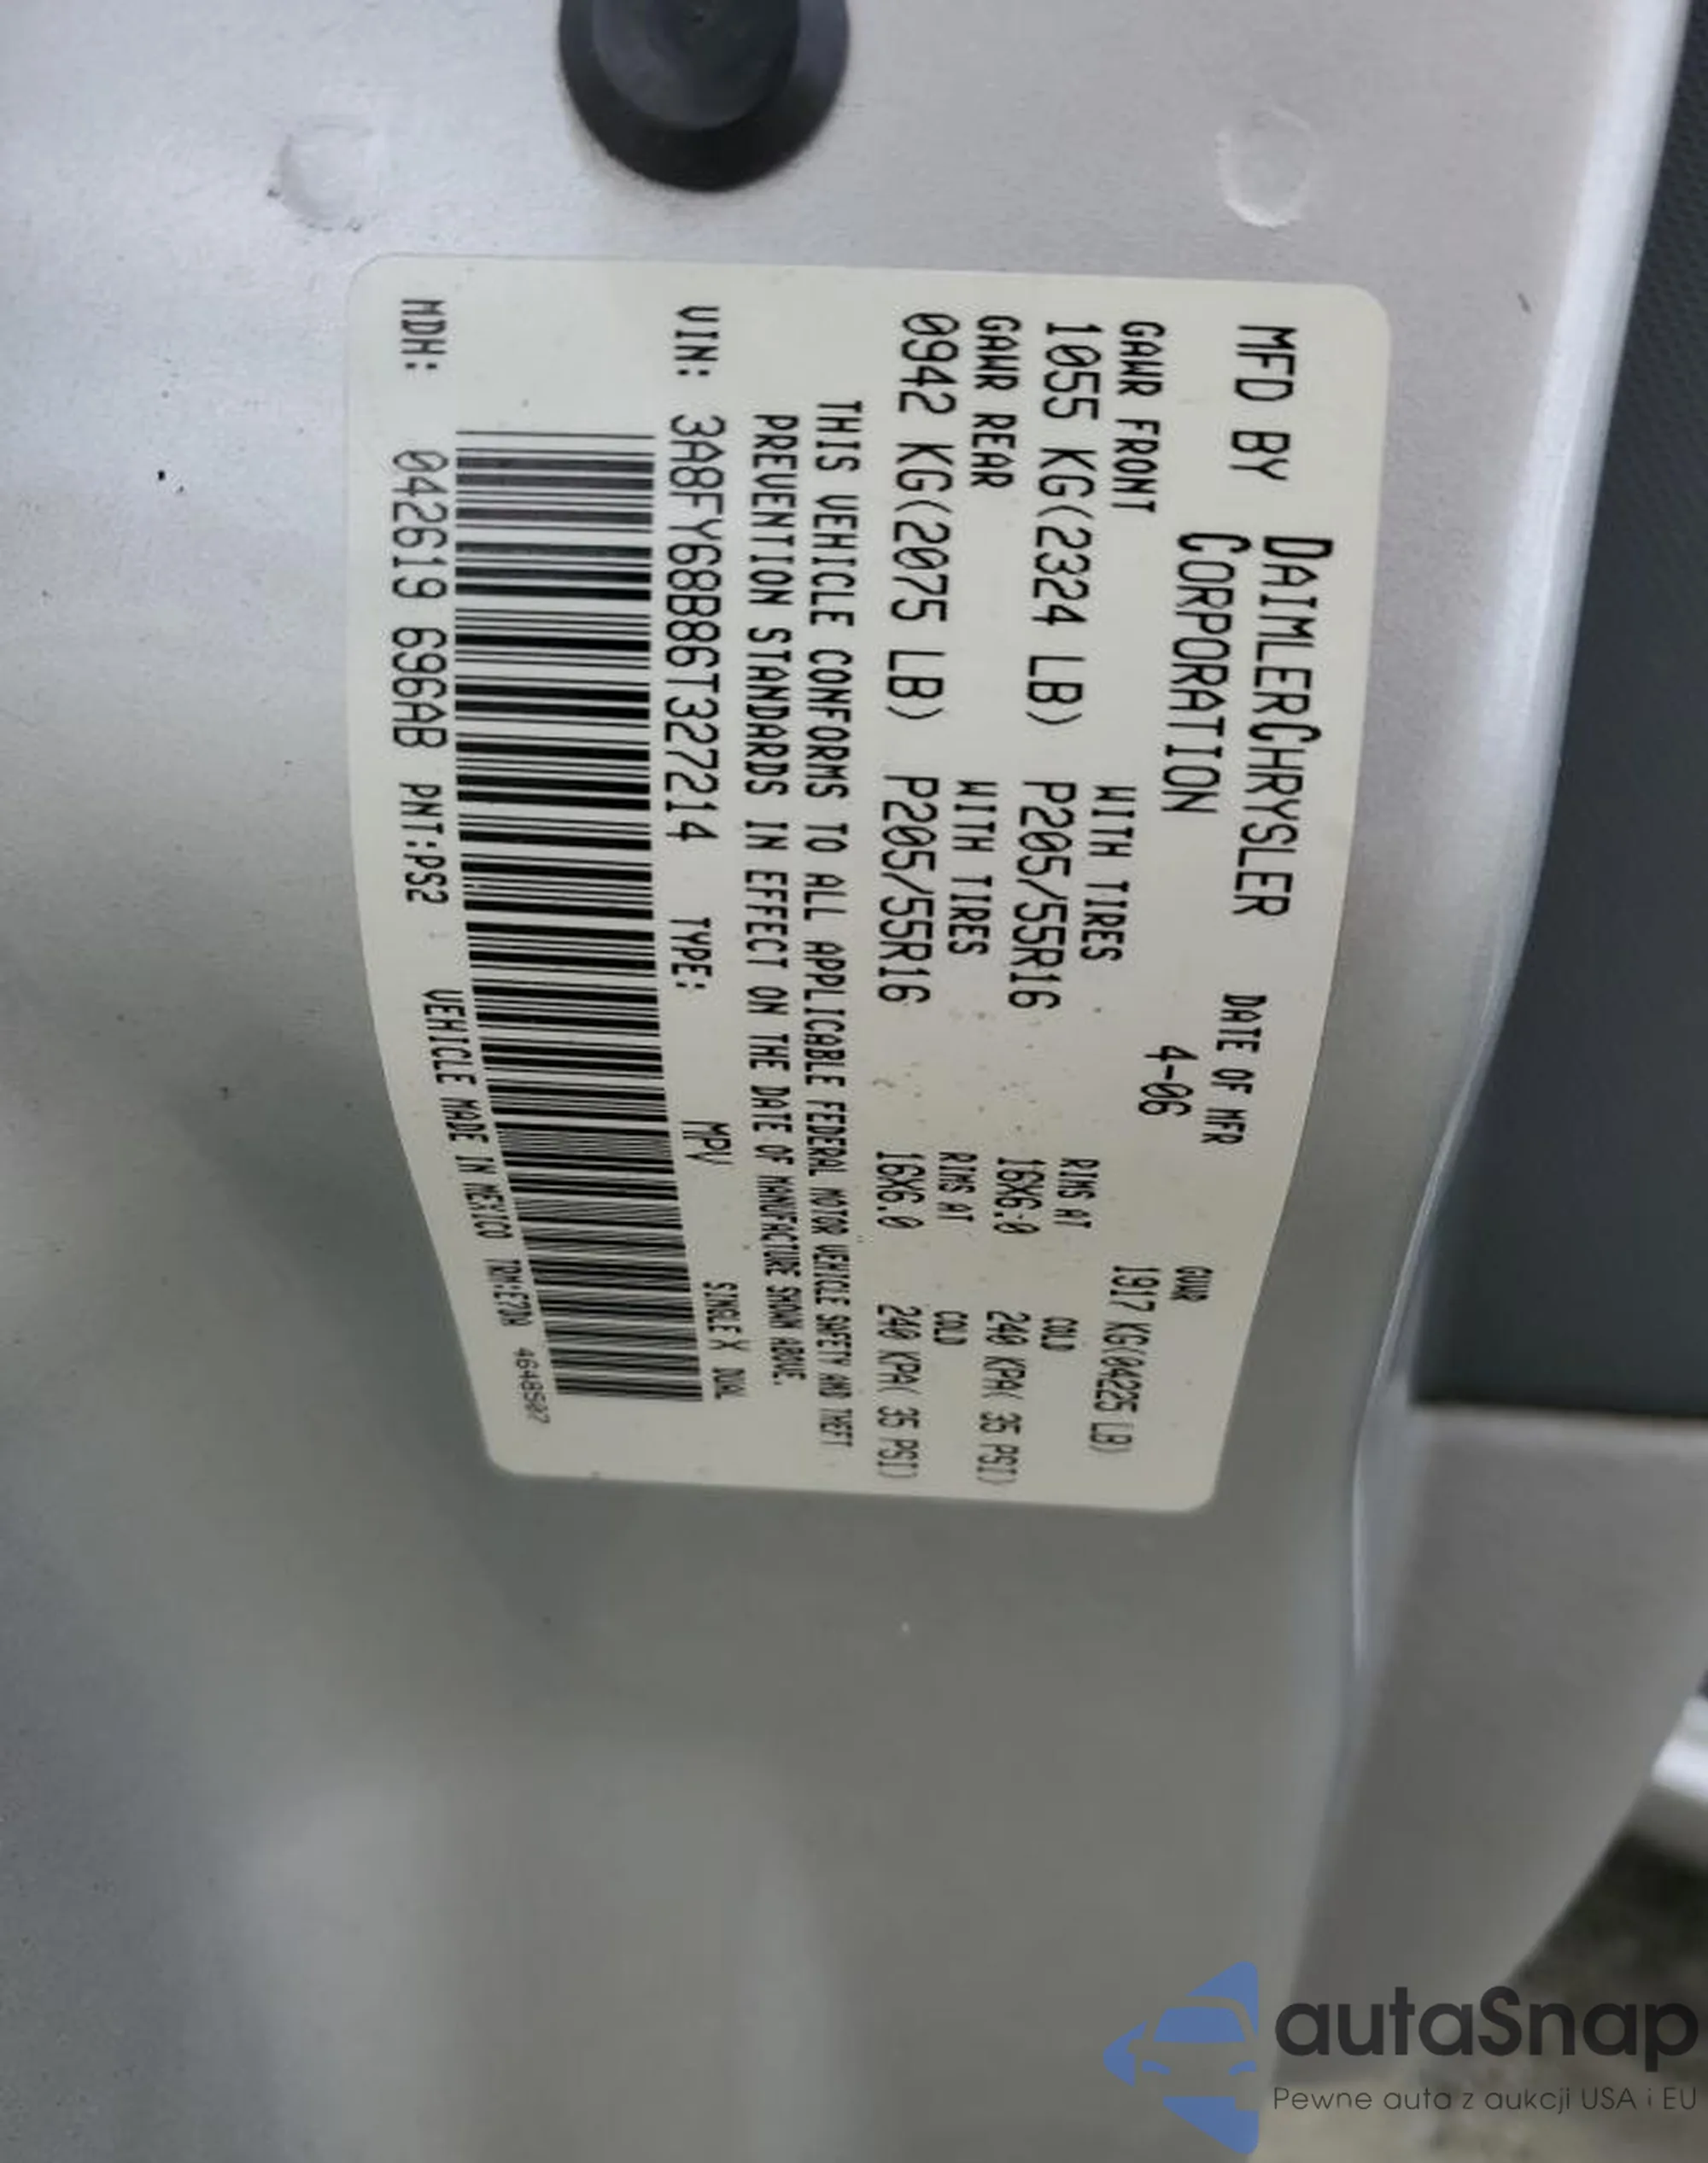 MFD BY DAIMLERCHRYSLER CORPORATION
DATE OF MFR 4-06
GVWR 1917 KG(04225 LB)
GAWR FRONT WITH TIRES RIMS AT COLD
1055 KG(2324 LB) P205/55R16 16X6.0 240 KPA( 35 PSI)
GAWR REAR WITH TIRES RIMS AT COLD
0942 KG(2075 LB) P205/55R16 16X6.0 240 KPA( 35 PSI)
THIS VEHICLE CONFORMS TO ALL APPLICABLE FEDERAL MOTOR VEHICLE SAFETY AND THEFT
PREVENTION STANDARDS IN EFFECT ON THE DATE OF MANUFACTURE SHOWN ABOVE.
VIN: 3A8FY68B86T327214 TYPE: MPV SINGLE X DUAL
MDH: 042619 696AB PNT:PS2 VEHICLE MADE IN MEXICO TRM:E7DA 4648507
autaSnap
Pewne auta z aukcji USA i EU